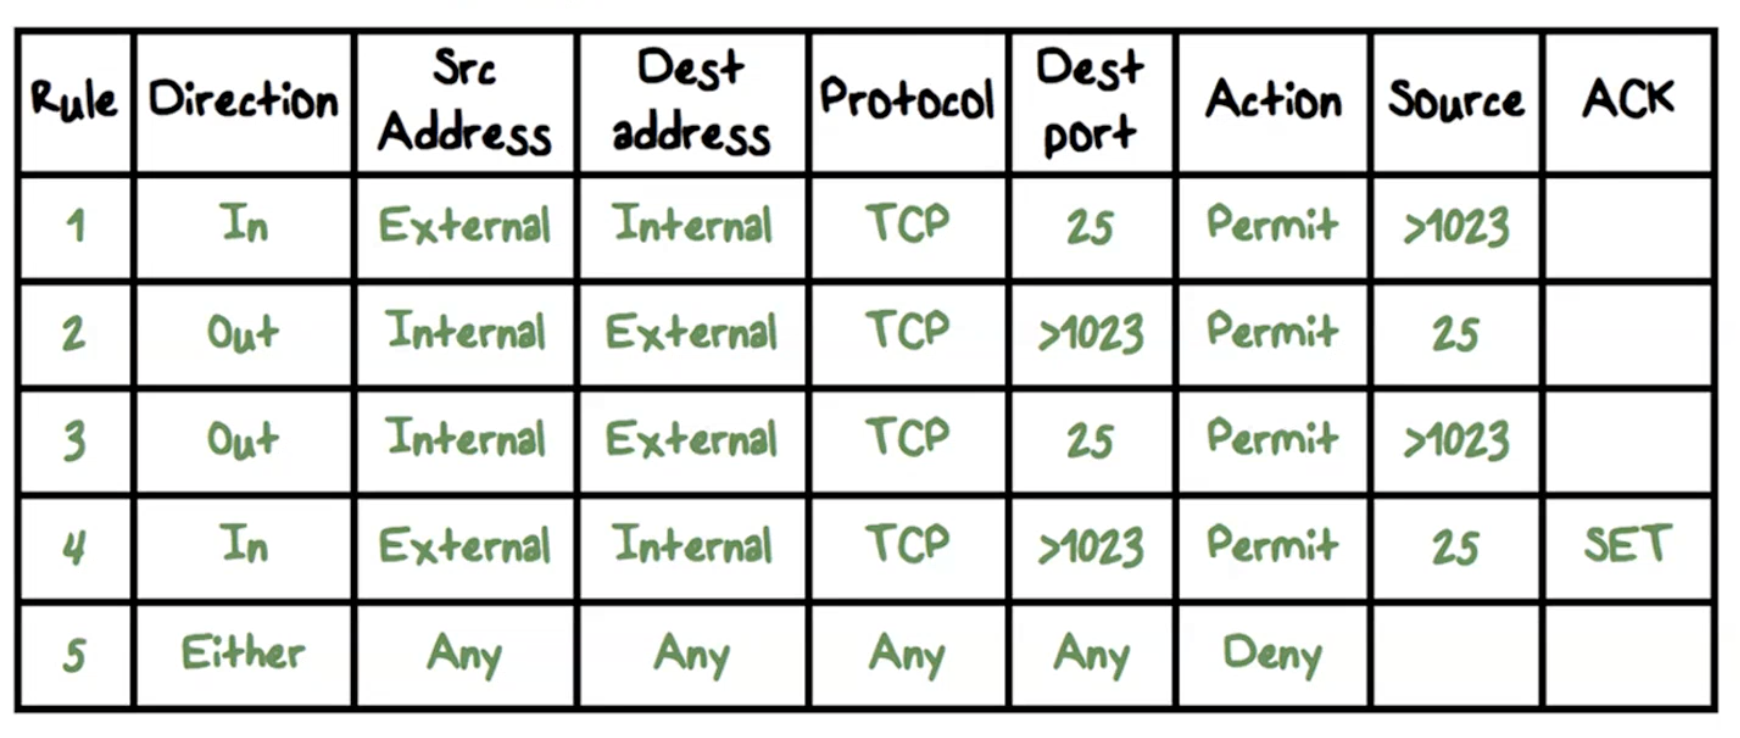 Rule Direction Src Address Dest address Protocol Dest port Action Source ACK
1 In External Internal TCP 25 Permit >1023
2 Out Internal External TCP >1023 Permit 25
3 Out Internal External TCP 25 Permit >1023
4 In External Internal TCP >1023 Permit 25 SET
5 Either Any Any Any Any Deny